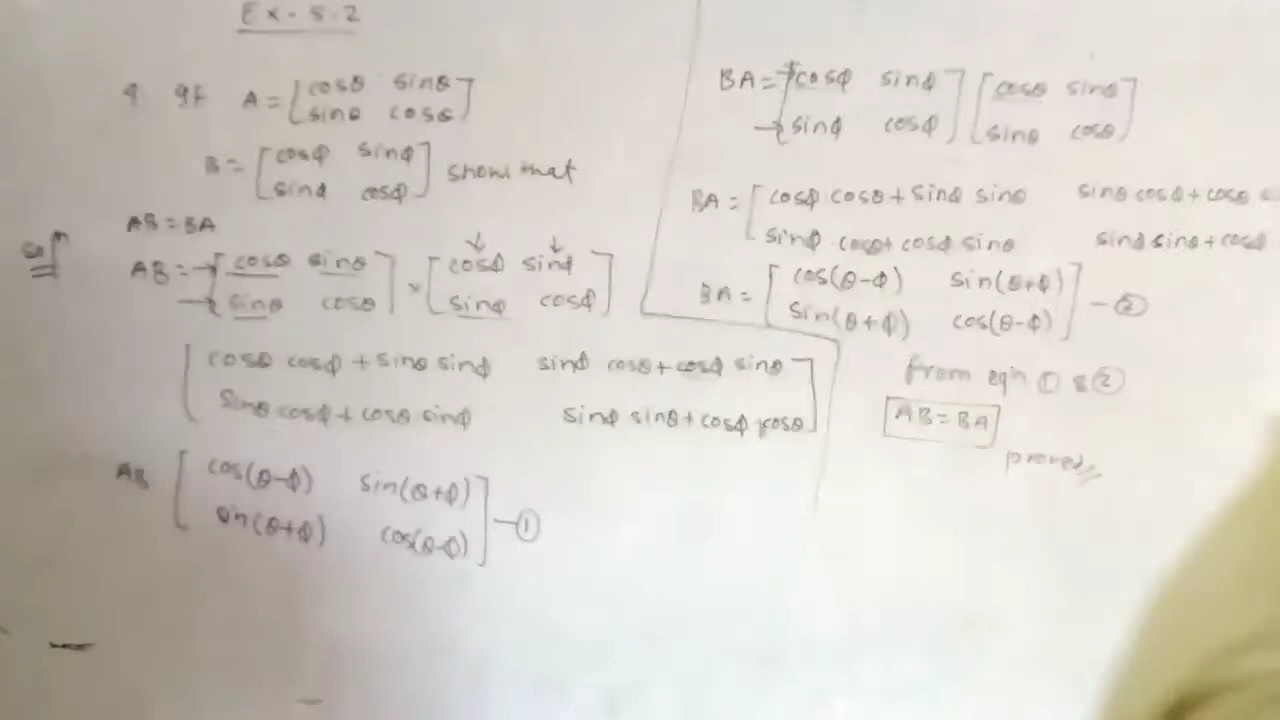 Ex - 5.2
9 If A = [cosθ sinθ
sinθ cosθ]
B = [cosϕ sinϕ
sinϕ cosϕ] show that
AB = BA
Solⁿ
AB = [cosθ sinθ
sinθ cosθ] × [cosϕ sinϕ
sinϕ cosϕ]
[cosθ cosϕ + sinθ sinϕ sinϕ cosθ + cosϕ sinθ
sinθ cosϕ + cosθ sinϕ sinϕ sinθ + cosϕ cosθ]
AB [cos(θ-ϕ) sin(θ+ϕ)
sin(θ+ϕ) cos(θ-ϕ)] - ①
BA = [cosϕ sinϕ
sinϕ cosϕ] [cosθ sinθ
sinθ cosθ]
BA = [cosϕ cosθ + sinϕ sinθ sinθ cosϕ + cosθ
sinϕ cosθ + cosϕ sinθ sinϕ sinθ + cosϕ
BA = [cos(θ-ϕ) sin(θ+ϕ)
sin(θ+ϕ) cos(θ-ϕ)] - ②
from eqⁿ ① & ②
AB = BA
proved//